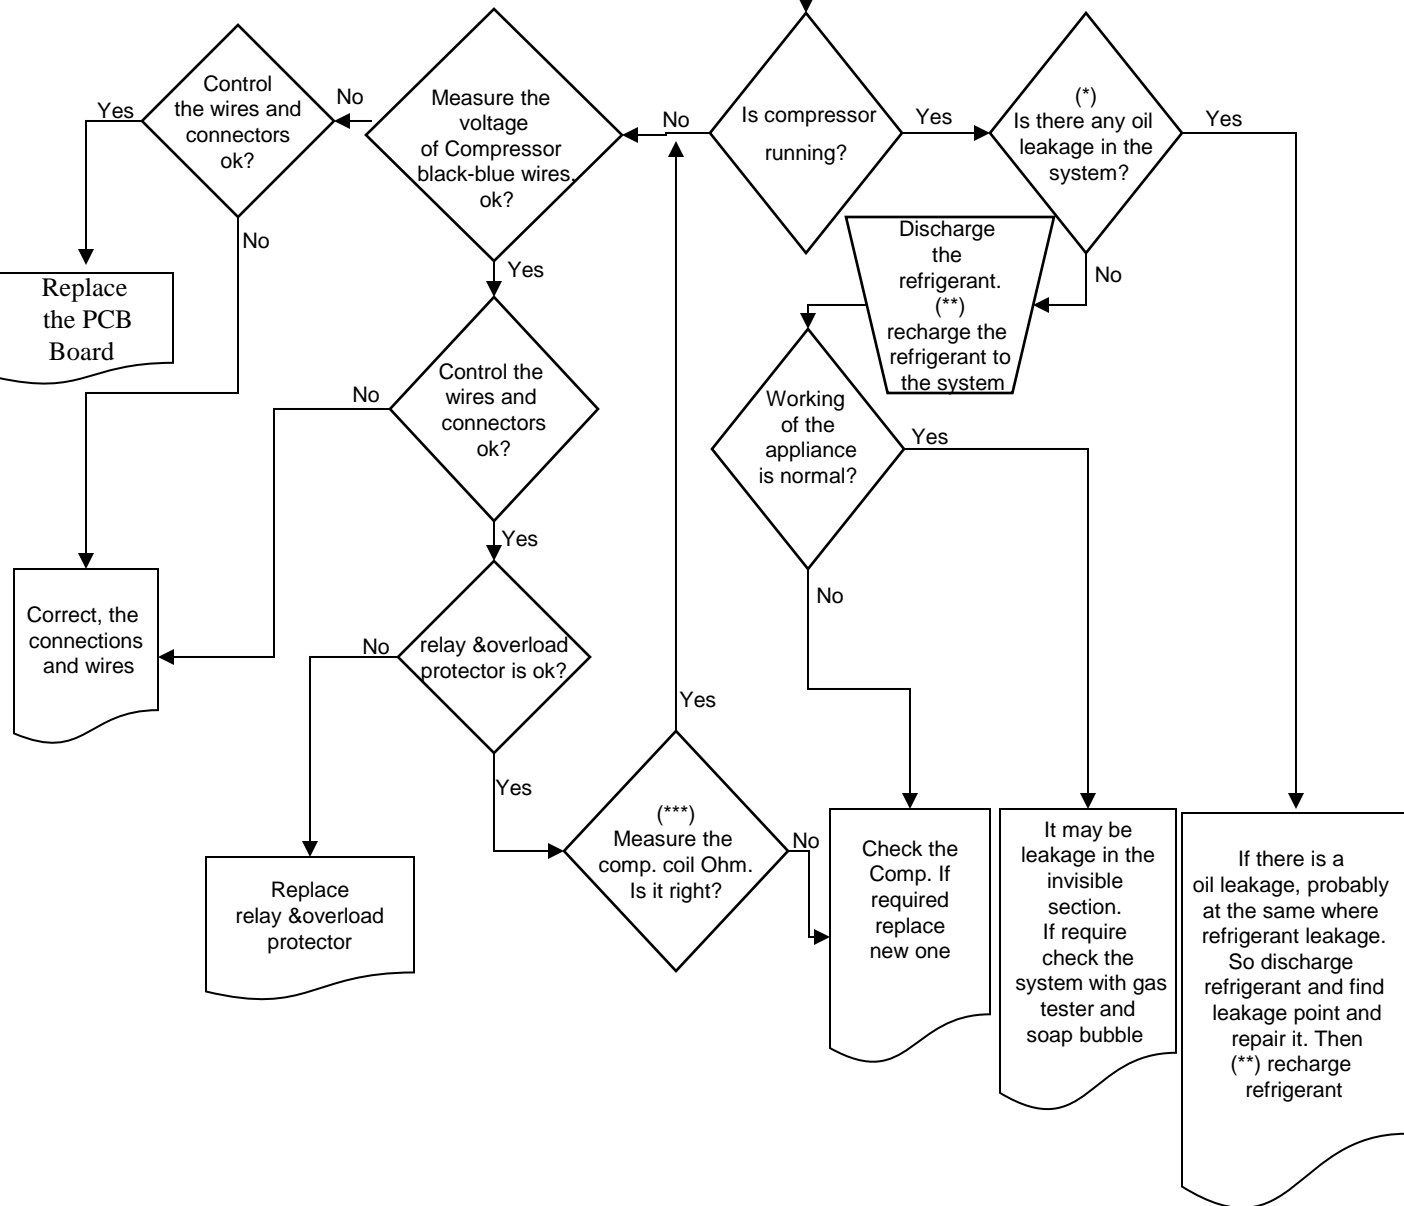 Control
the wires and
connectors
ok?
Yes
No
Measure the
voltage
of Compressor
black-blue wires,
ok?
No
Is compressor
running?
Yes
(*)
Is there any oil
leakage in the
system?
Yes
No
Yes
No
Discharge
the
refrigerant.
(**)
recharge the
refrigerant to
the system
Replace
the PCB
Board
Control the
wires and
connectors
ok?
No
Yes
Working
of the
appliance
is normal?
Yes
No
Correct, the
connections
and wires
relay &overload
protector is ok?
No
Yes
Yes
(***)
Measure the
comp. coil Ohm.
Is it right?
No
Replace
relay &overload
protector
Check the
Comp. If
required
replace
new one
It may be
leakage in the
invisible
section.
If require
check the
system with gas
tester and
soap bubble
If there is a
oil leakage, probably
at the same where
refrigerant leakage.
So discharge
refrigerant and find
leakage point and
repair it. Then
(**) recharge
refrigerant